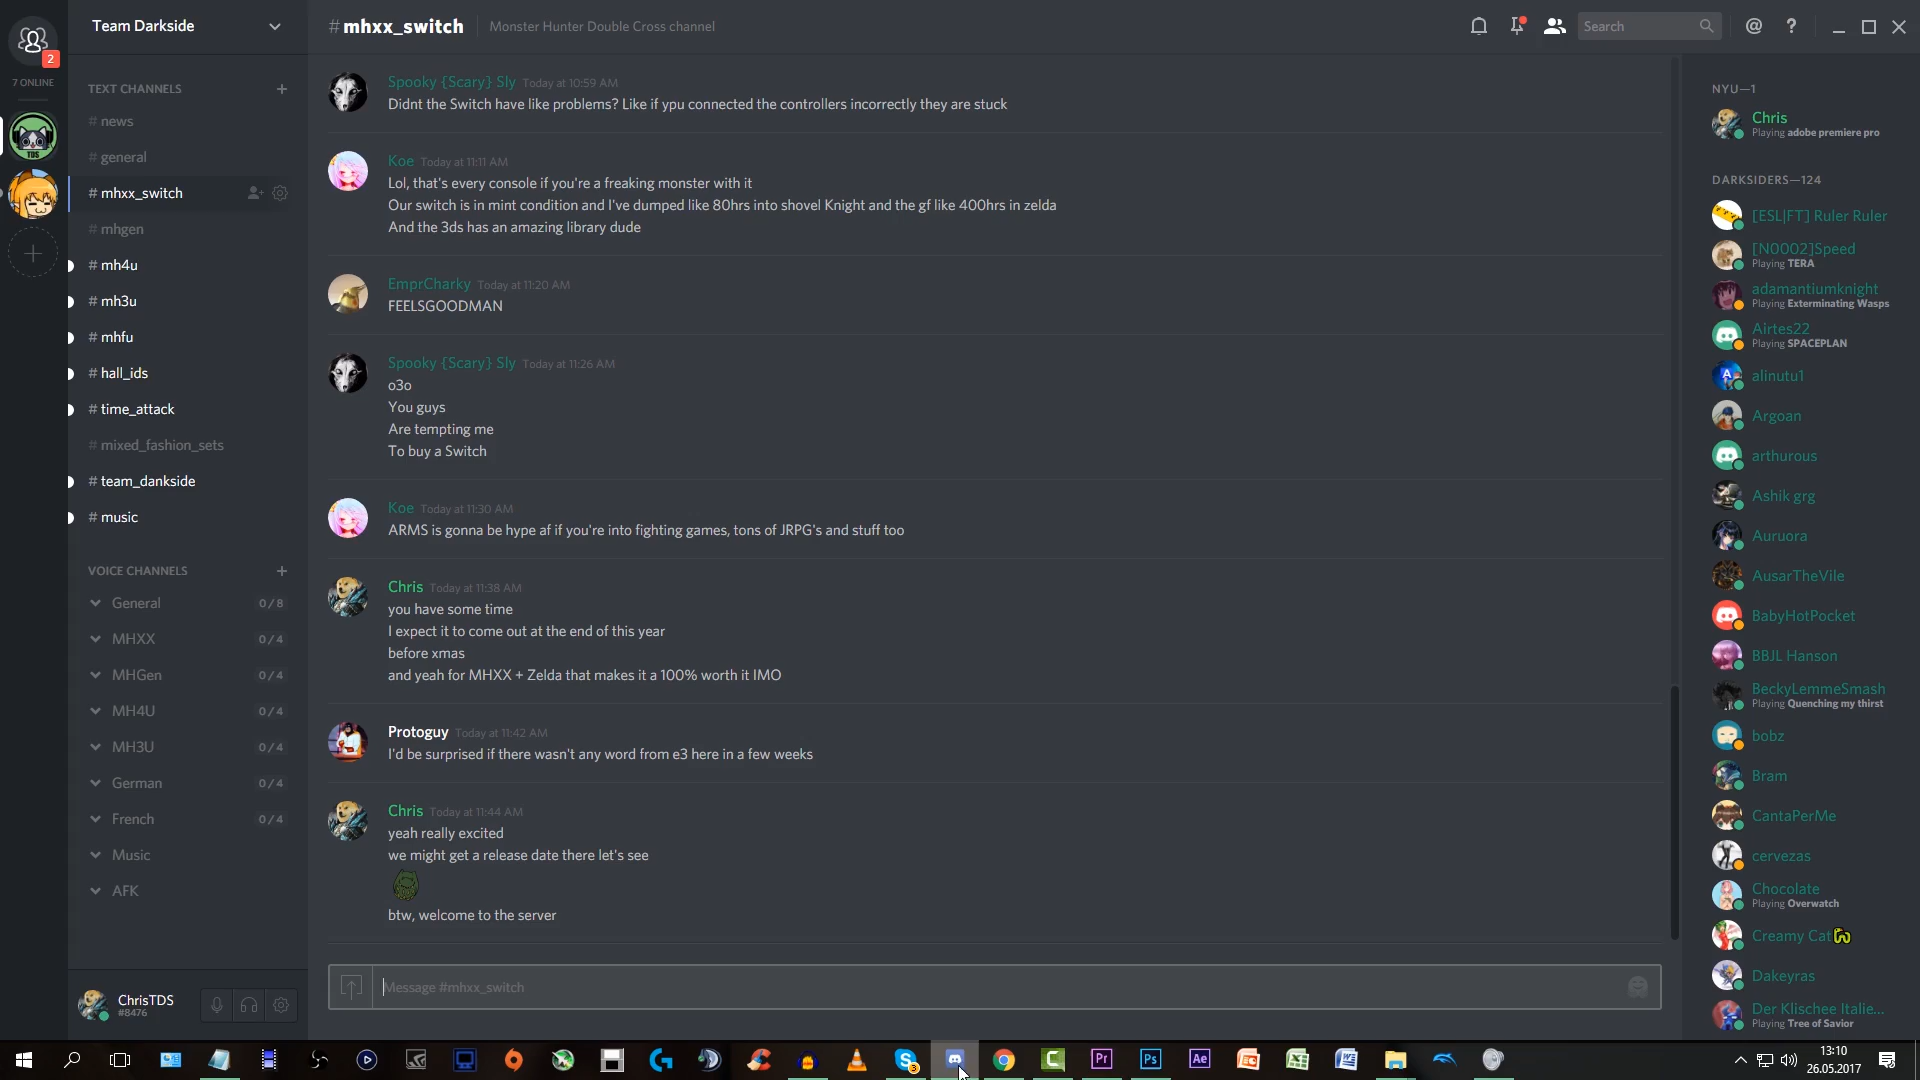 2
7 ONLINE
TDS
Team Darkside
TEXT CHANNELS
# news
# general
# mhxx_switch
# mhgen
# mh4u
# mh3u
# mhfu
# hall_ids
# time_attack
# mixed_fashion_sets
# team_dankside
# music
VOICE CHANNELS
General 0/8
MHXX 0/4
MHGen 0/4
MH4U 0/4
MH3U 0/4
German 0/4
French 0/4
Music
AFK
ChrisTDS
#8476
#mhxx_switch Monster Hunter Double Cross channel
Search
Spooky {Scary} Sly Today at 10:59 AM
Didnt the Switch have like problems? Like if ypu connected the controllers incorrectly they are stuck
Koe Today at 11:11 AM
Lol, that's every console if you're a freaking monster with it
Our switch is in mint condition and I've dumped like 80hrs into shovel Knight and the gf like 400hrs in zelda
And the 3ds has an amazing library dude
EmprCharky Today at 11:20 AM
FEELSGOODMAN
Spooky {Scary} Sly Today at 11:26 AM
o3o
You guys
Are tempting me
To buy a Switch
Koe Today at 11:30 AM
ARMS is gonna be hype af if you're into fighting games, tons of JRPG's and stuff too
Chris Today at 11:38 AM
you have some time
I expect it to come out at the end of this year
before xmas
and yeah for MHXX + Zelda that makes it a 100% worth it IMO
Protoguy Today at 11:42 AM
I'd be surprised if there wasn't any word from e3 here in a few weeks
Chris Today at 11:44 AM
yeah really excited
we might get a release date there let's see
btw, welcome to the server
Message #mhxx_switch
NYU—1
Chris
Playing adobe premiere pro
DARKSIDERS—124
[ESL|FT] Ruler Ruler
[N0002]Speed
Playing TERA
adamantiumknight
Playing Exterminating Wasps
Airtes22
Playing SPACEPLAN
alinutu1
Argoan
arthurous
Ashik grg
Auruora
AusarTheVile
BabyHotPocket
BBJL Hanson
BeckyLemmeSmash
Playing Quenching my thirst
bobz
Bram
CantaPerMe
cervezas
Chocolate
Playing Overwatch
Creamy Cat
Dakeyras
Der Klischee Italie...
Playing Tree of Savior
3
Pr
Ps
Ae
13:10
26.05.2017